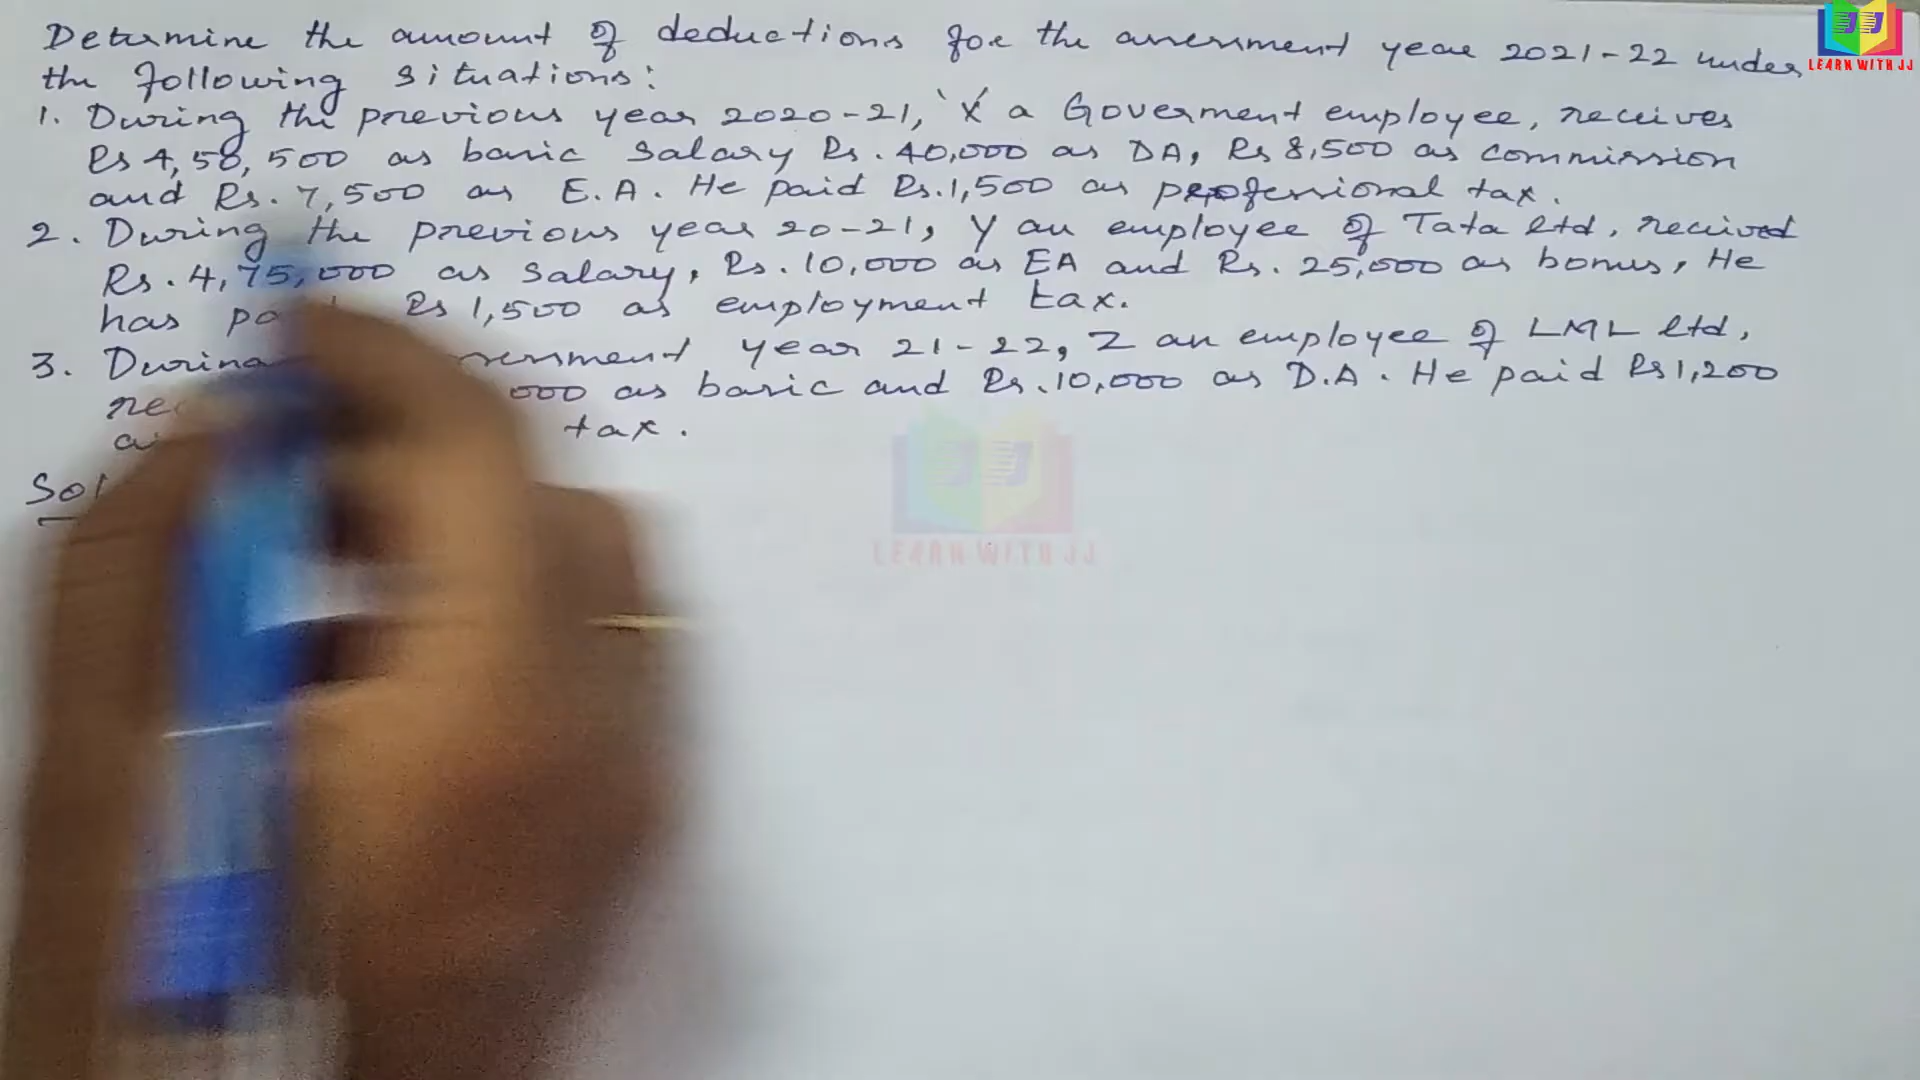 Determine the amount of deductions for the assessment year 2021-22 under
the following situations:
1. During the previous year 2020-21, 'X' a Goverment employee, receives
Rs 4,50,500 as basic salary Rs. 40,000 as DA, Rs 8,500 as commission
and Rs. 7,500 as E.A. He paid Rs. 1,500 as professional tax.
2. During the previous year 20-21, Y an employee of Tata ltd, recieved
Rs. 4,75,000 as salary, Rs. 10,000 as EA and Rs. 25,000 as bonus, He
has Rs 1,500 as employment tax.
3. During year 21-22, Z an employee of LML ltd,
000 as basic and Rs. 10,000 as D.A. He paid Rs 1,200
tax.
LEARN WITH JJ
LEARN WITH JJ